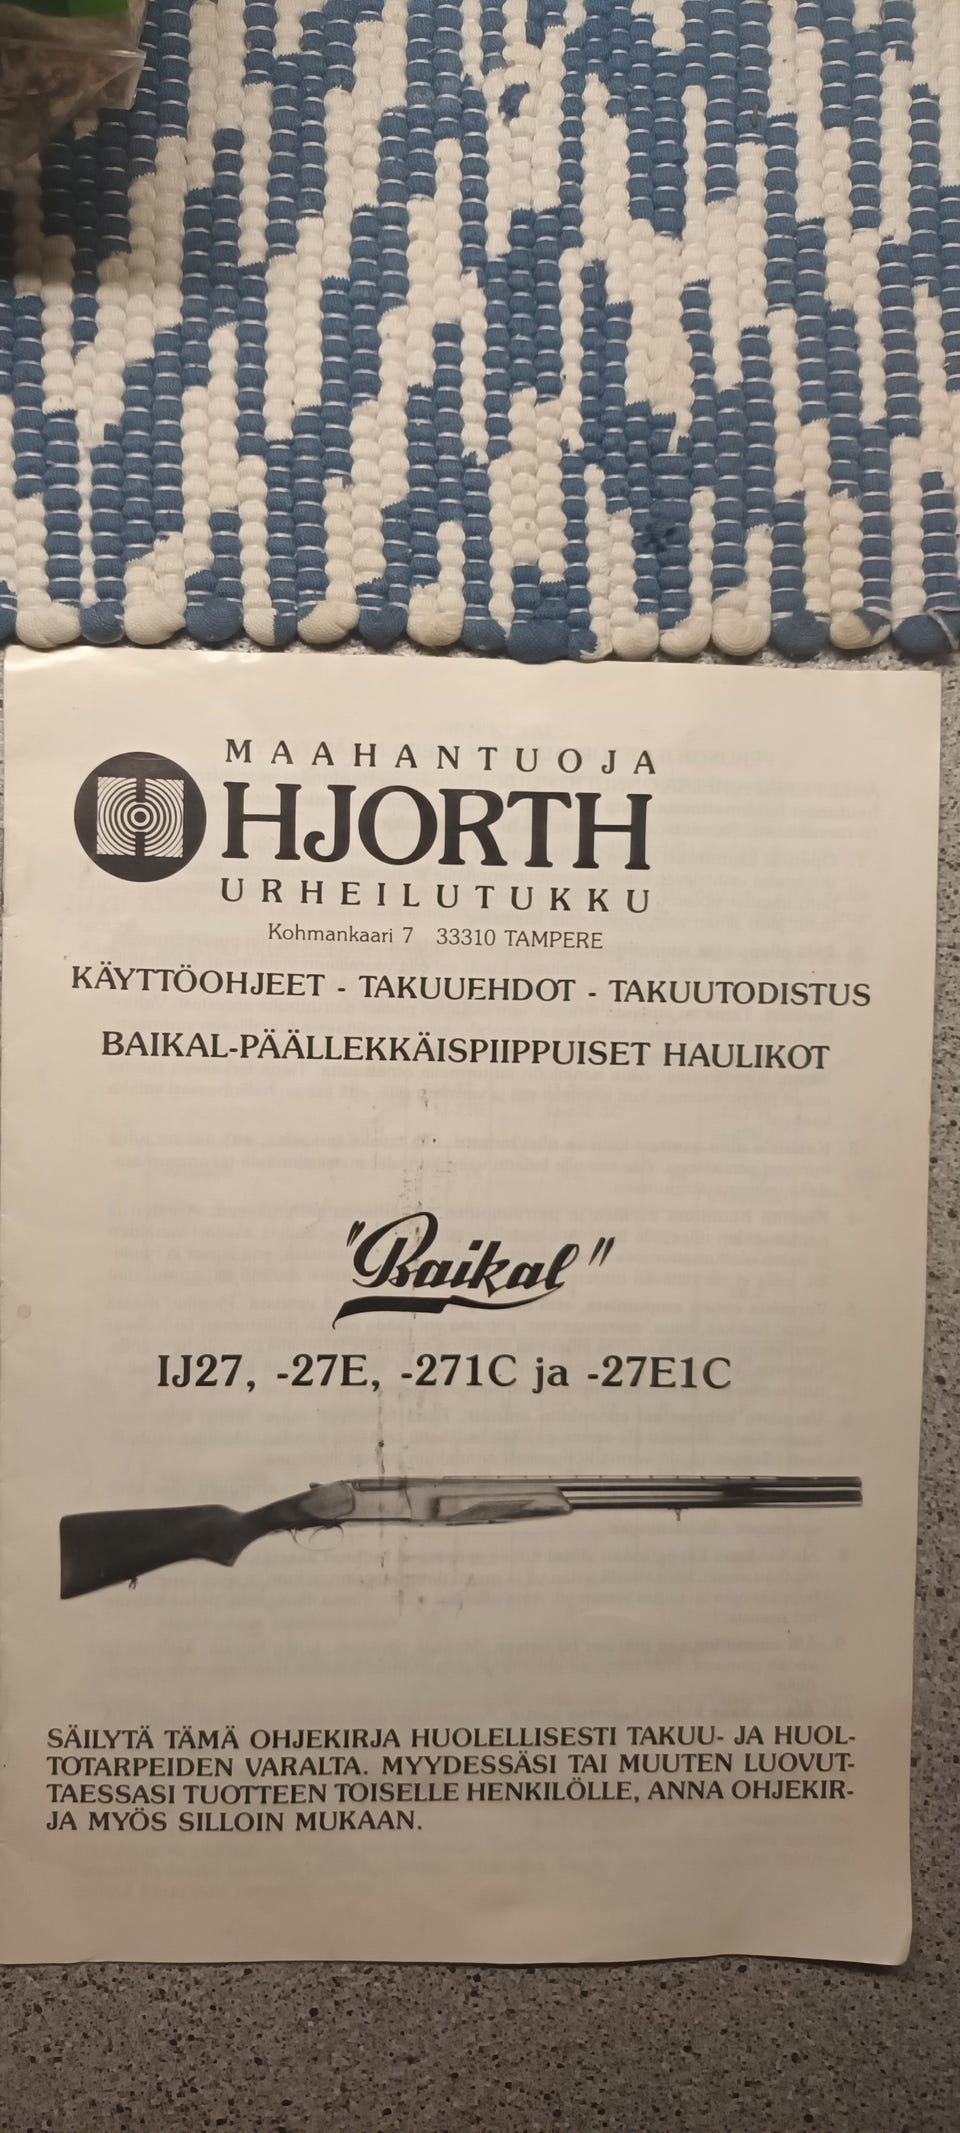 MAAHANTUOJA
HJORTH
URHEILUTUKKU
Kohmankaari 7 33310 TAMPERE
KÄYTTÖOHJEET - TAKUUEHDOT - TAKUUTODISTUS
BAIKAL-PÄÄLLEKKÄISPIIPPUISET HAULIKOT
"Baikal"
IJ27, -27E, -271C ja -27E1C
SÄILYTÄ TÄMÄ OHJEKIRJA HUOLELLISESTI TAKUU- JA HUOL-
TOTARPEIDEN VARALTA. MYYDESSÄSI TAI MUUTEN LUOVUT-
TAESSASI TUOTTEEN TOISELLE HENKILÖLLE, ANNA OHJEKIR-
JA MYÖS SILLOIN MUKAAN.